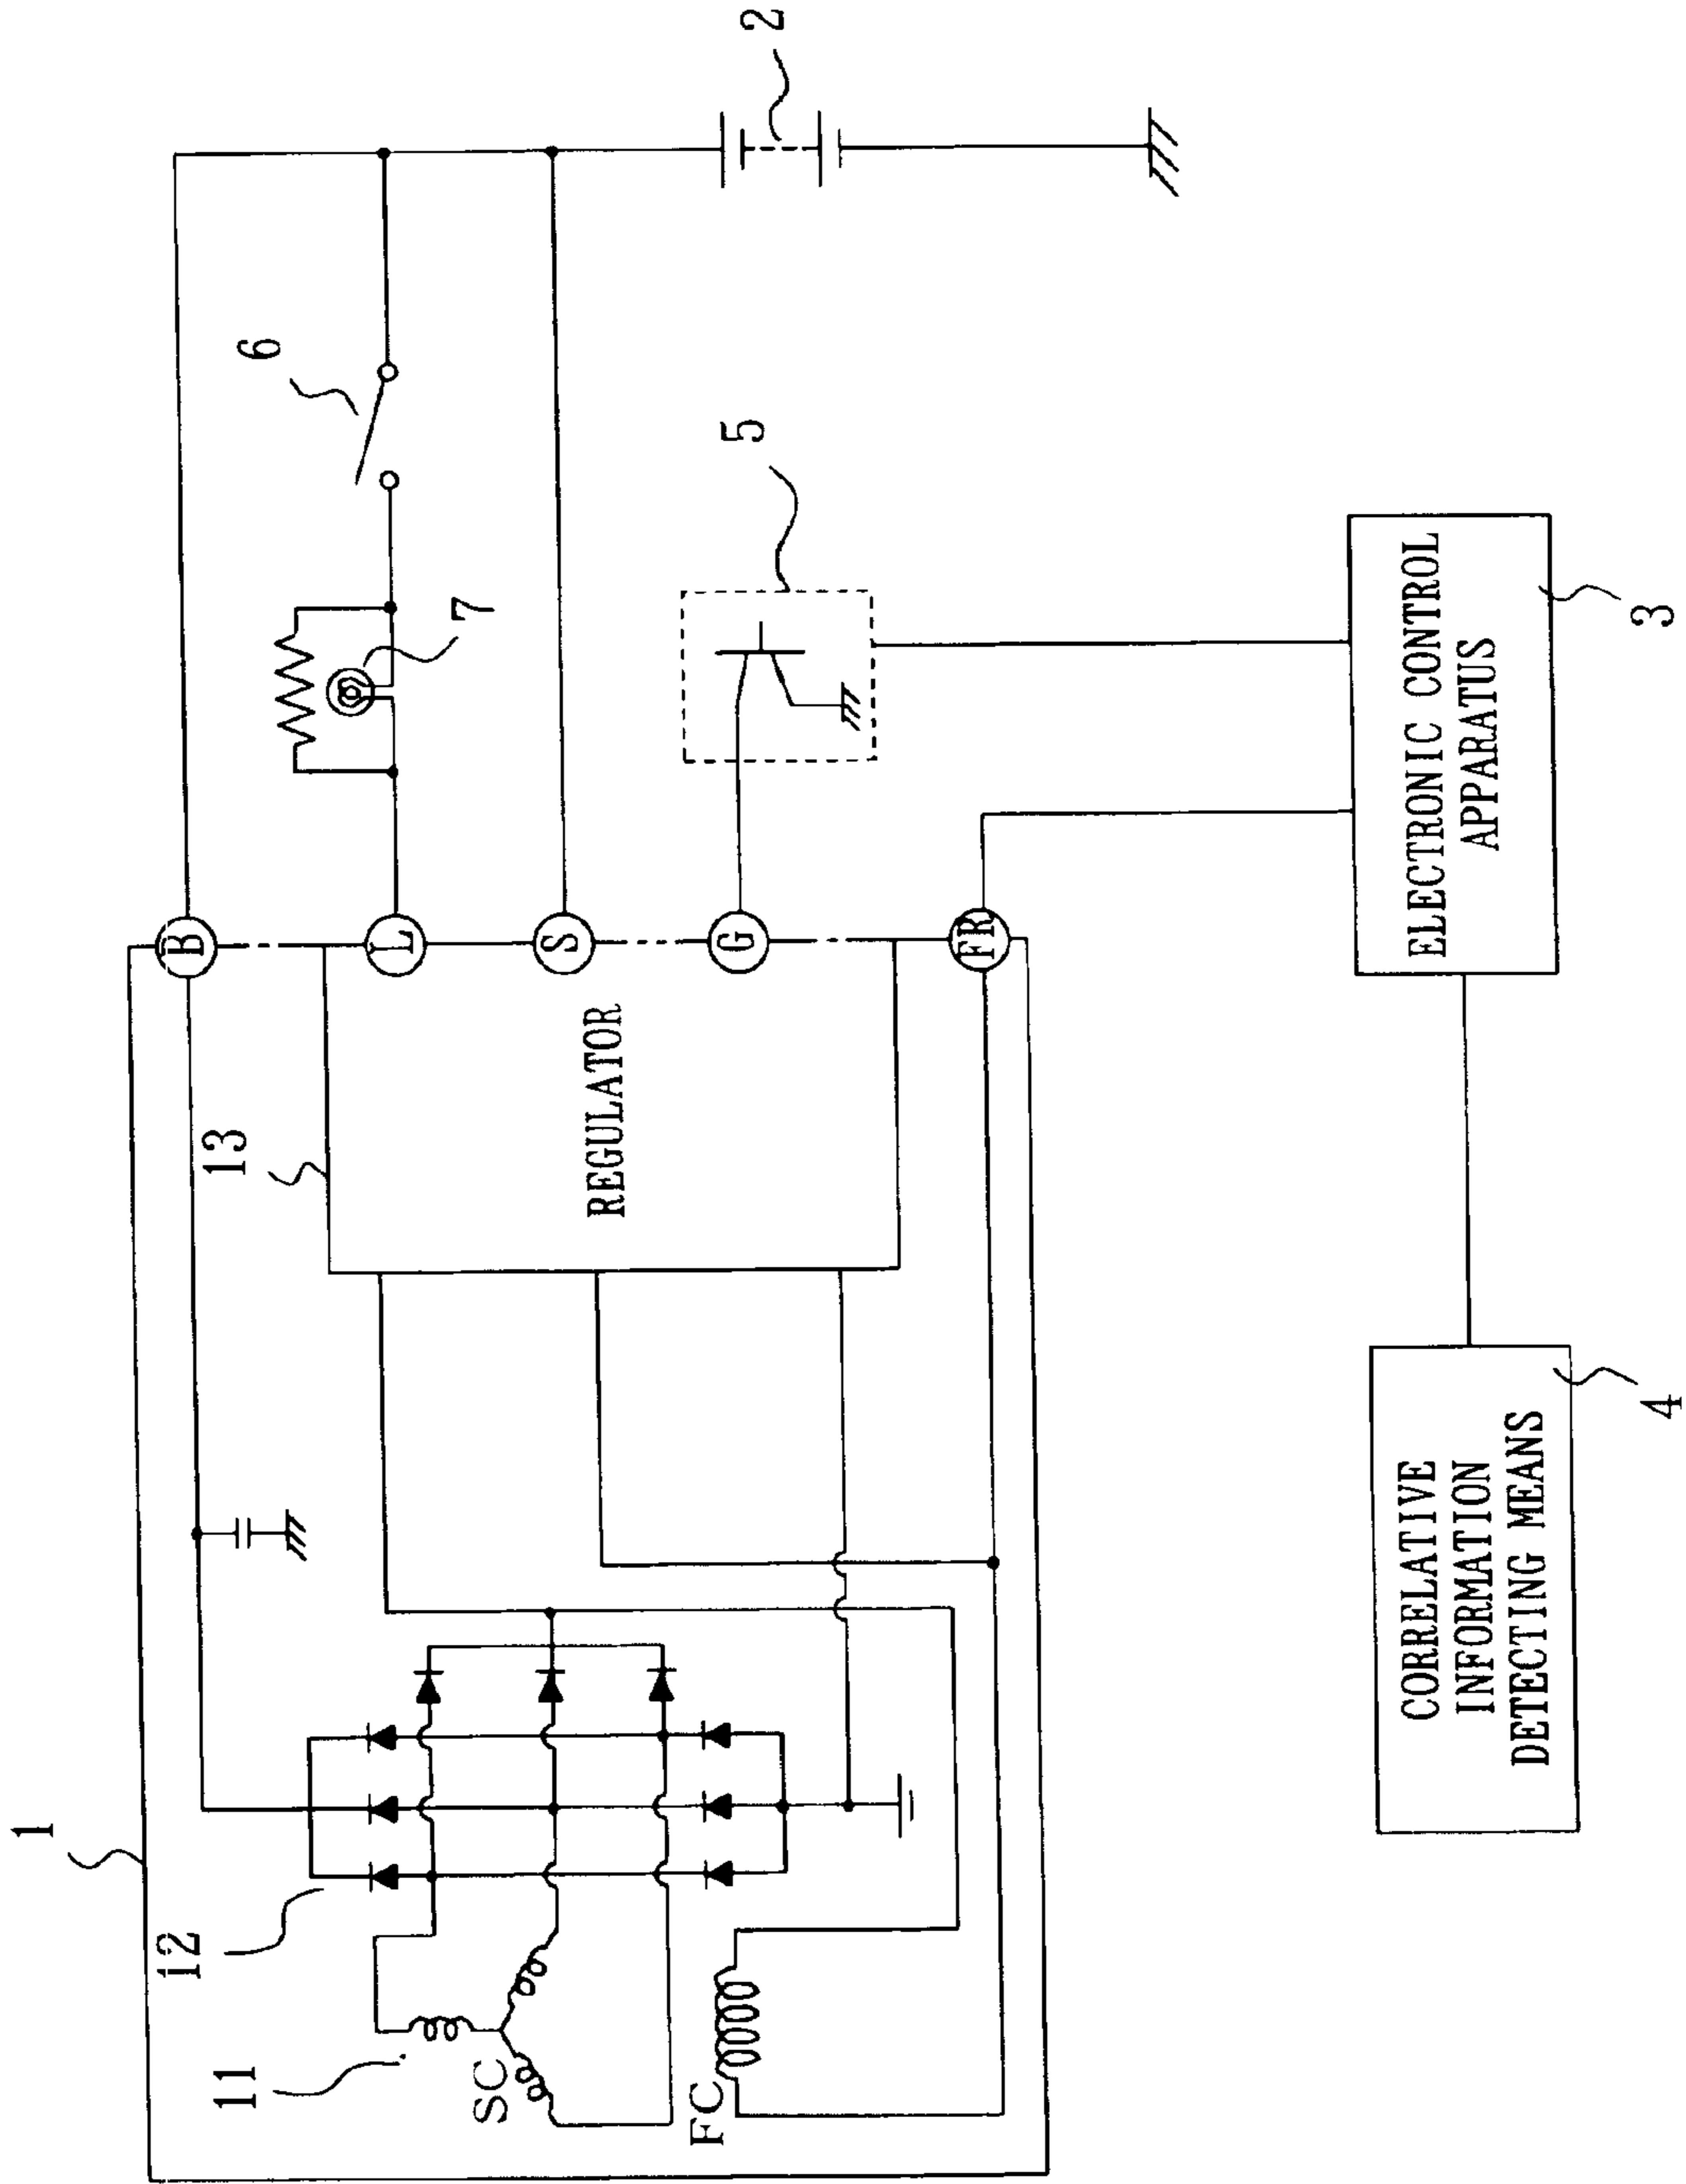 1
12
11
SC
FC
13
REGULATOR
B
L
S
G
FR
6
7
5
2
ELECTRONIC CONTROL
APPARATUS
3
CORRELATIVE
INFORMATION
DETECTING MEANS
4